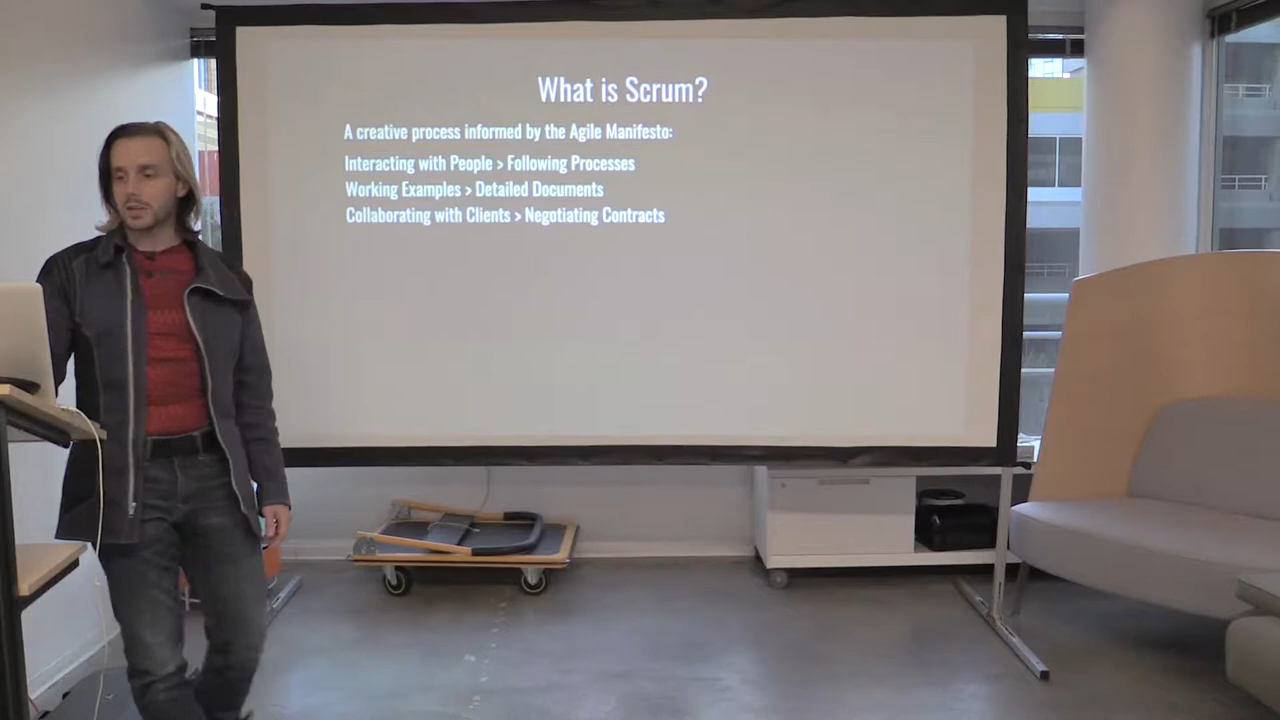 What is Scrum?
A creative process informed by the Agile Manifesto:
Interacting with People > Following Processes
Working Examples > Detailed Documents
Collaborating with Clients > Negotiating Contracts